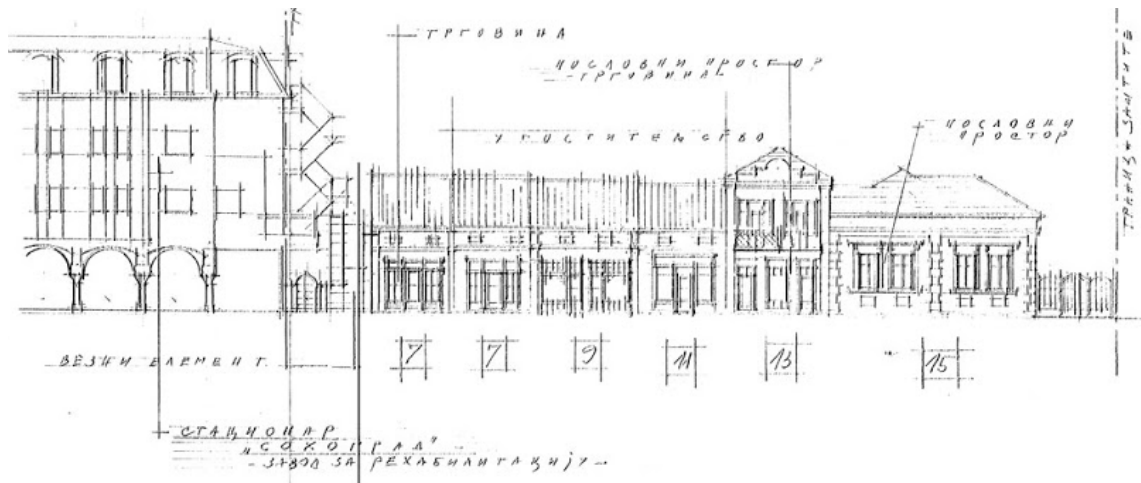 ТРГОВИНА
ПОСЛОВНИ ПРОСТОР
-ТРГОВИНА
УГОСТИТЕЉСТВО
ПОСЛОВНИ
ПРОСТОР
ЗАШТИТЕ
ВЕЗНИ ЕЛЕМЕНТ
7
7
9
11
13
15
СТАЦИОНАР
„СОКОГРАД"
- ЗАВОД ЗА РЕХАБИЛИТАЦИЈУ -